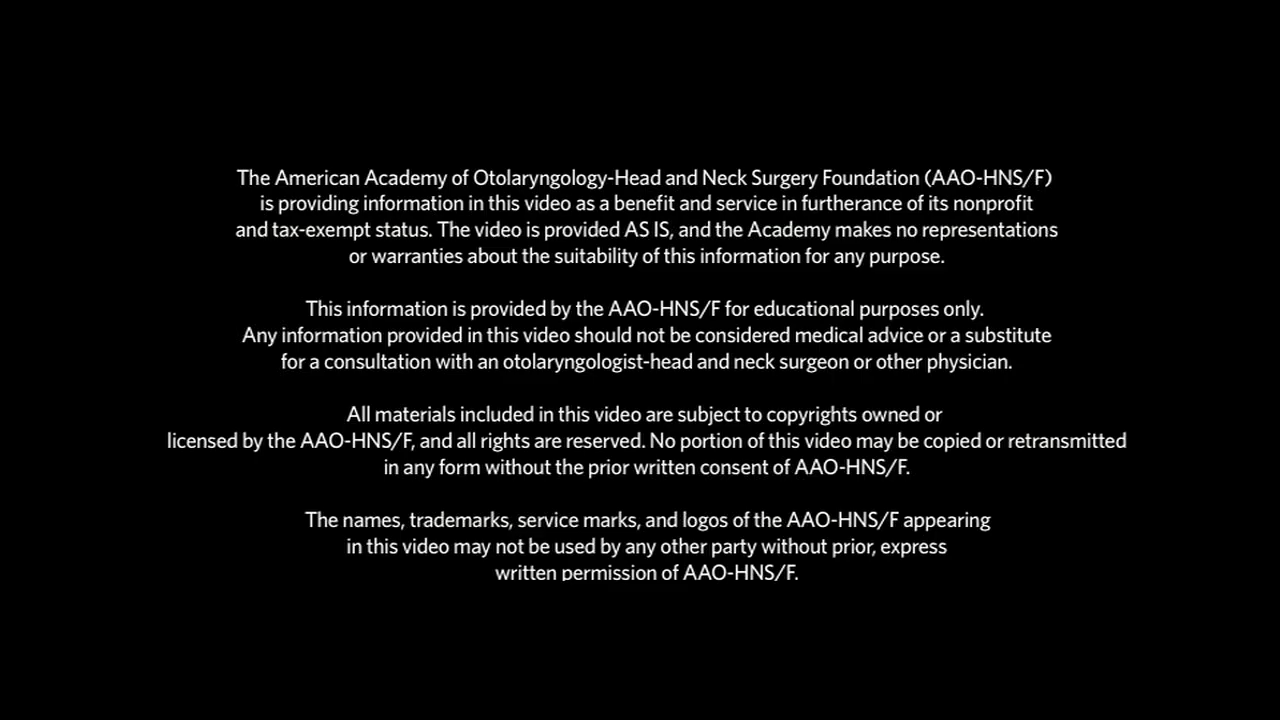 The American Academy of Otolaryngology-Head and Neck Surgery Foundation (AAO-HNS/F)
is providing information in this video as a benefit and service in furtherance of its nonprofit
and tax-exempt status. The video is provided AS IS, and the Academy makes no representations
or warranties about the suitability of this information for any purpose.
This information is provided by the AAO-HNS/F for educational purposes only.
Any information provided in this video should not be considered medical advice or a substitute
for a consultation with an otolaryngologist-head and neck surgeon or other physician.
All materials included in this video are subject to copyrights owned or
licensed by the AAO-HNS/F, and all rights are reserved. No portion of this video may be copied or retransmitted
in any form without the prior written consent of AAO-HNS/F.
The names, trademarks, service marks, and logos of the AAO-HNS/F appearing
in this video may not be used by any other party without prior, express
written permission of AAO-HNS/F.